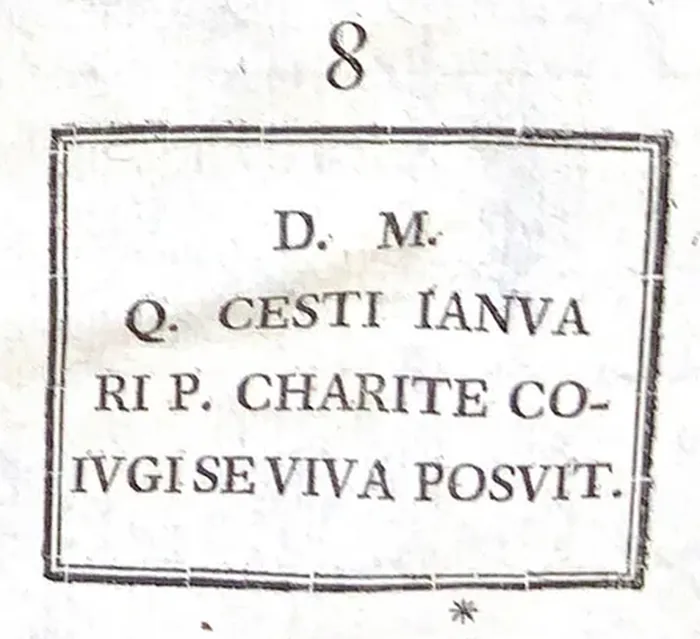 8
D. M.
Q. CESTI IANVA
RI P. CHARITE CO-
IVGI SE VIVA POSVIT.
*